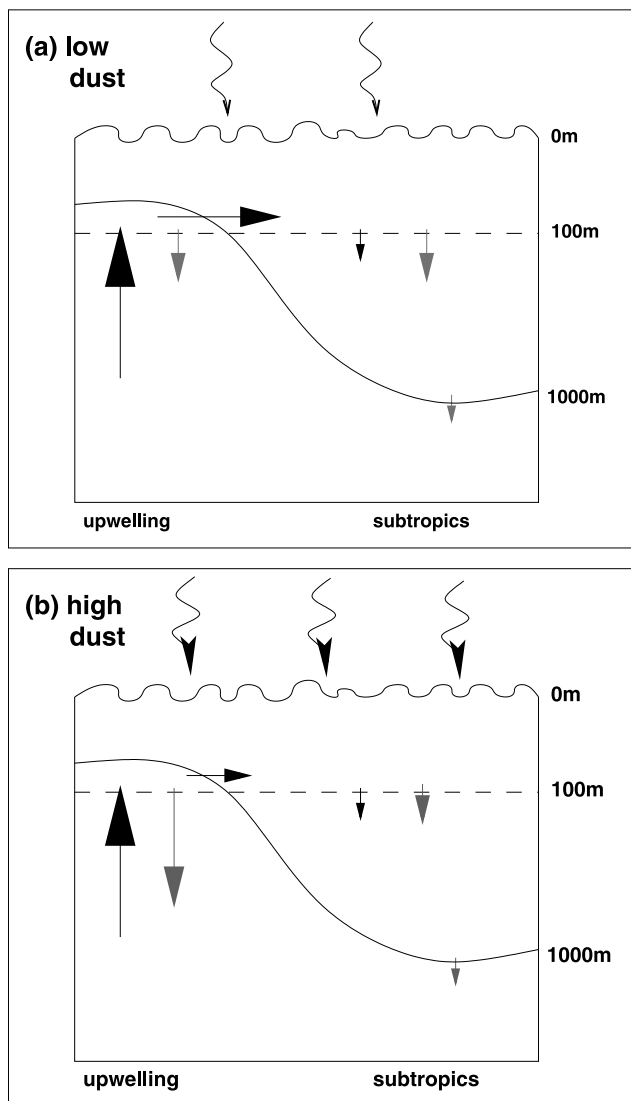 (a) low
dust
0m
100m
1000m
upwelling subtropics
(b) high
dust
0m
100m
1000m
upwelling subtropics